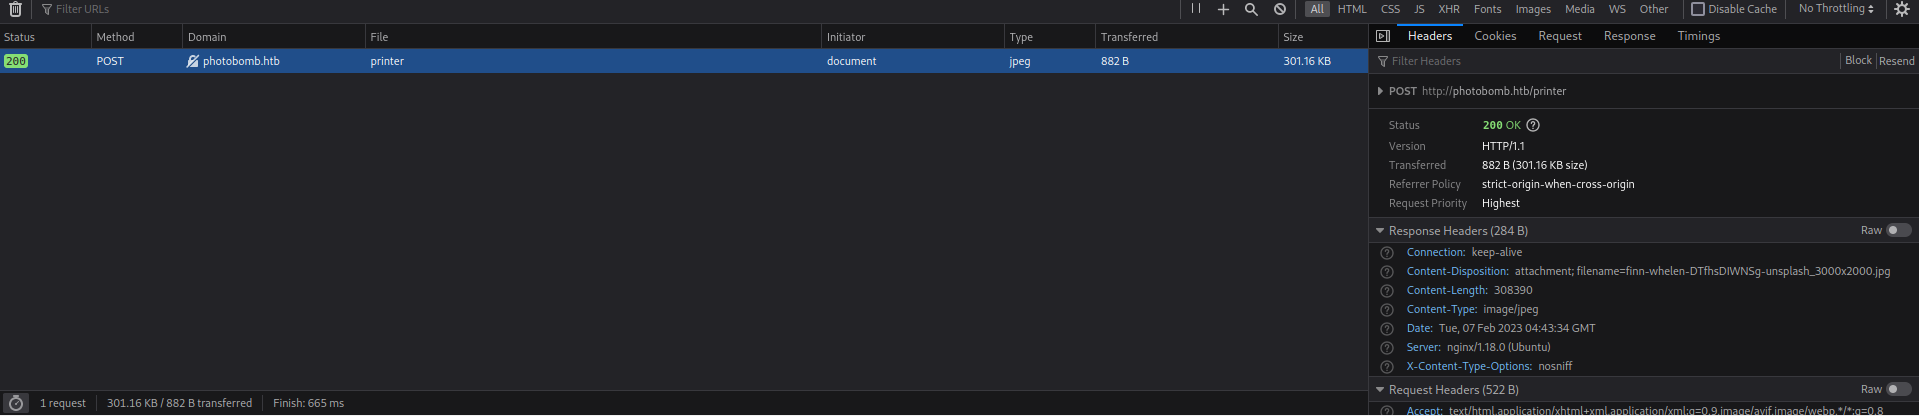 Filter URLs
All HTML CSS JS XHR Fonts Images Media WS Other Disable Cache No Throttling
Status Method Domain File Initiator Type Transferred Size
200 POST photobomb.htb printer document jpeg 882 B 301.16 KB
1 request 301.16 KB / 882 B transferred Finish: 665 ms
Headers Cookies Request Response Timings
Filter Headers Block Resend
POST http://photobomb.htb/printer
Status 200 OK
Version HTTP/1.1
Transferred 882 B (301.16 KB size)
Referrer Policy strict-origin-when-cross-origin
Request Priority Highest
Response Headers (284 B) Raw
Connection: keep-alive
Content-Disposition: attachment; filename=finn-whelen-DTfhsDIWNSg-unsplash_3000x2000.jpg
Content-Length: 308390
Content-Type: image/jpeg
Date: Tue, 07 Feb 2023 04:43:34 GMT
Server: nginx/1.18.0 (Ubuntu)
X-Content-Type-Options: nosniff
Request Headers (522 B) Raw
Accept: text/html,application/xhtml+xml,application/xml;q=0.9,image/avif,image/webp,*/*;q=0.8